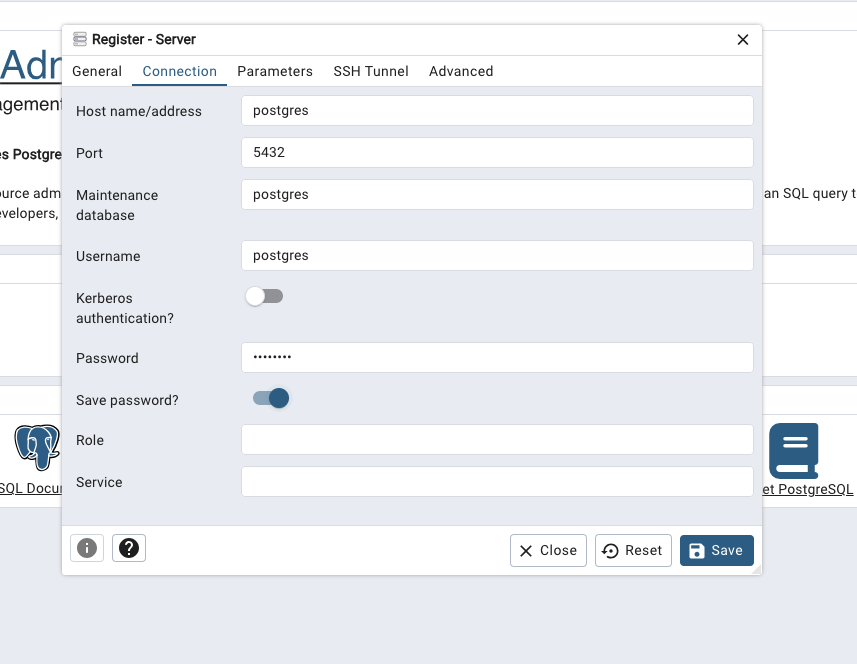 Register - Server
General Connection Parameters SSH Tunnel Advanced
Host name/address postgres
Port 5432
Maintenance
database postgres
Username postgres
Kerberos
authentication?
Password ••••••••
Save password?
Role
Service
Close Reset Save
Adr
agement
es Postgre
ource adm
an SQL query t
evelopers,
SQL Docu
et PostgreSQL